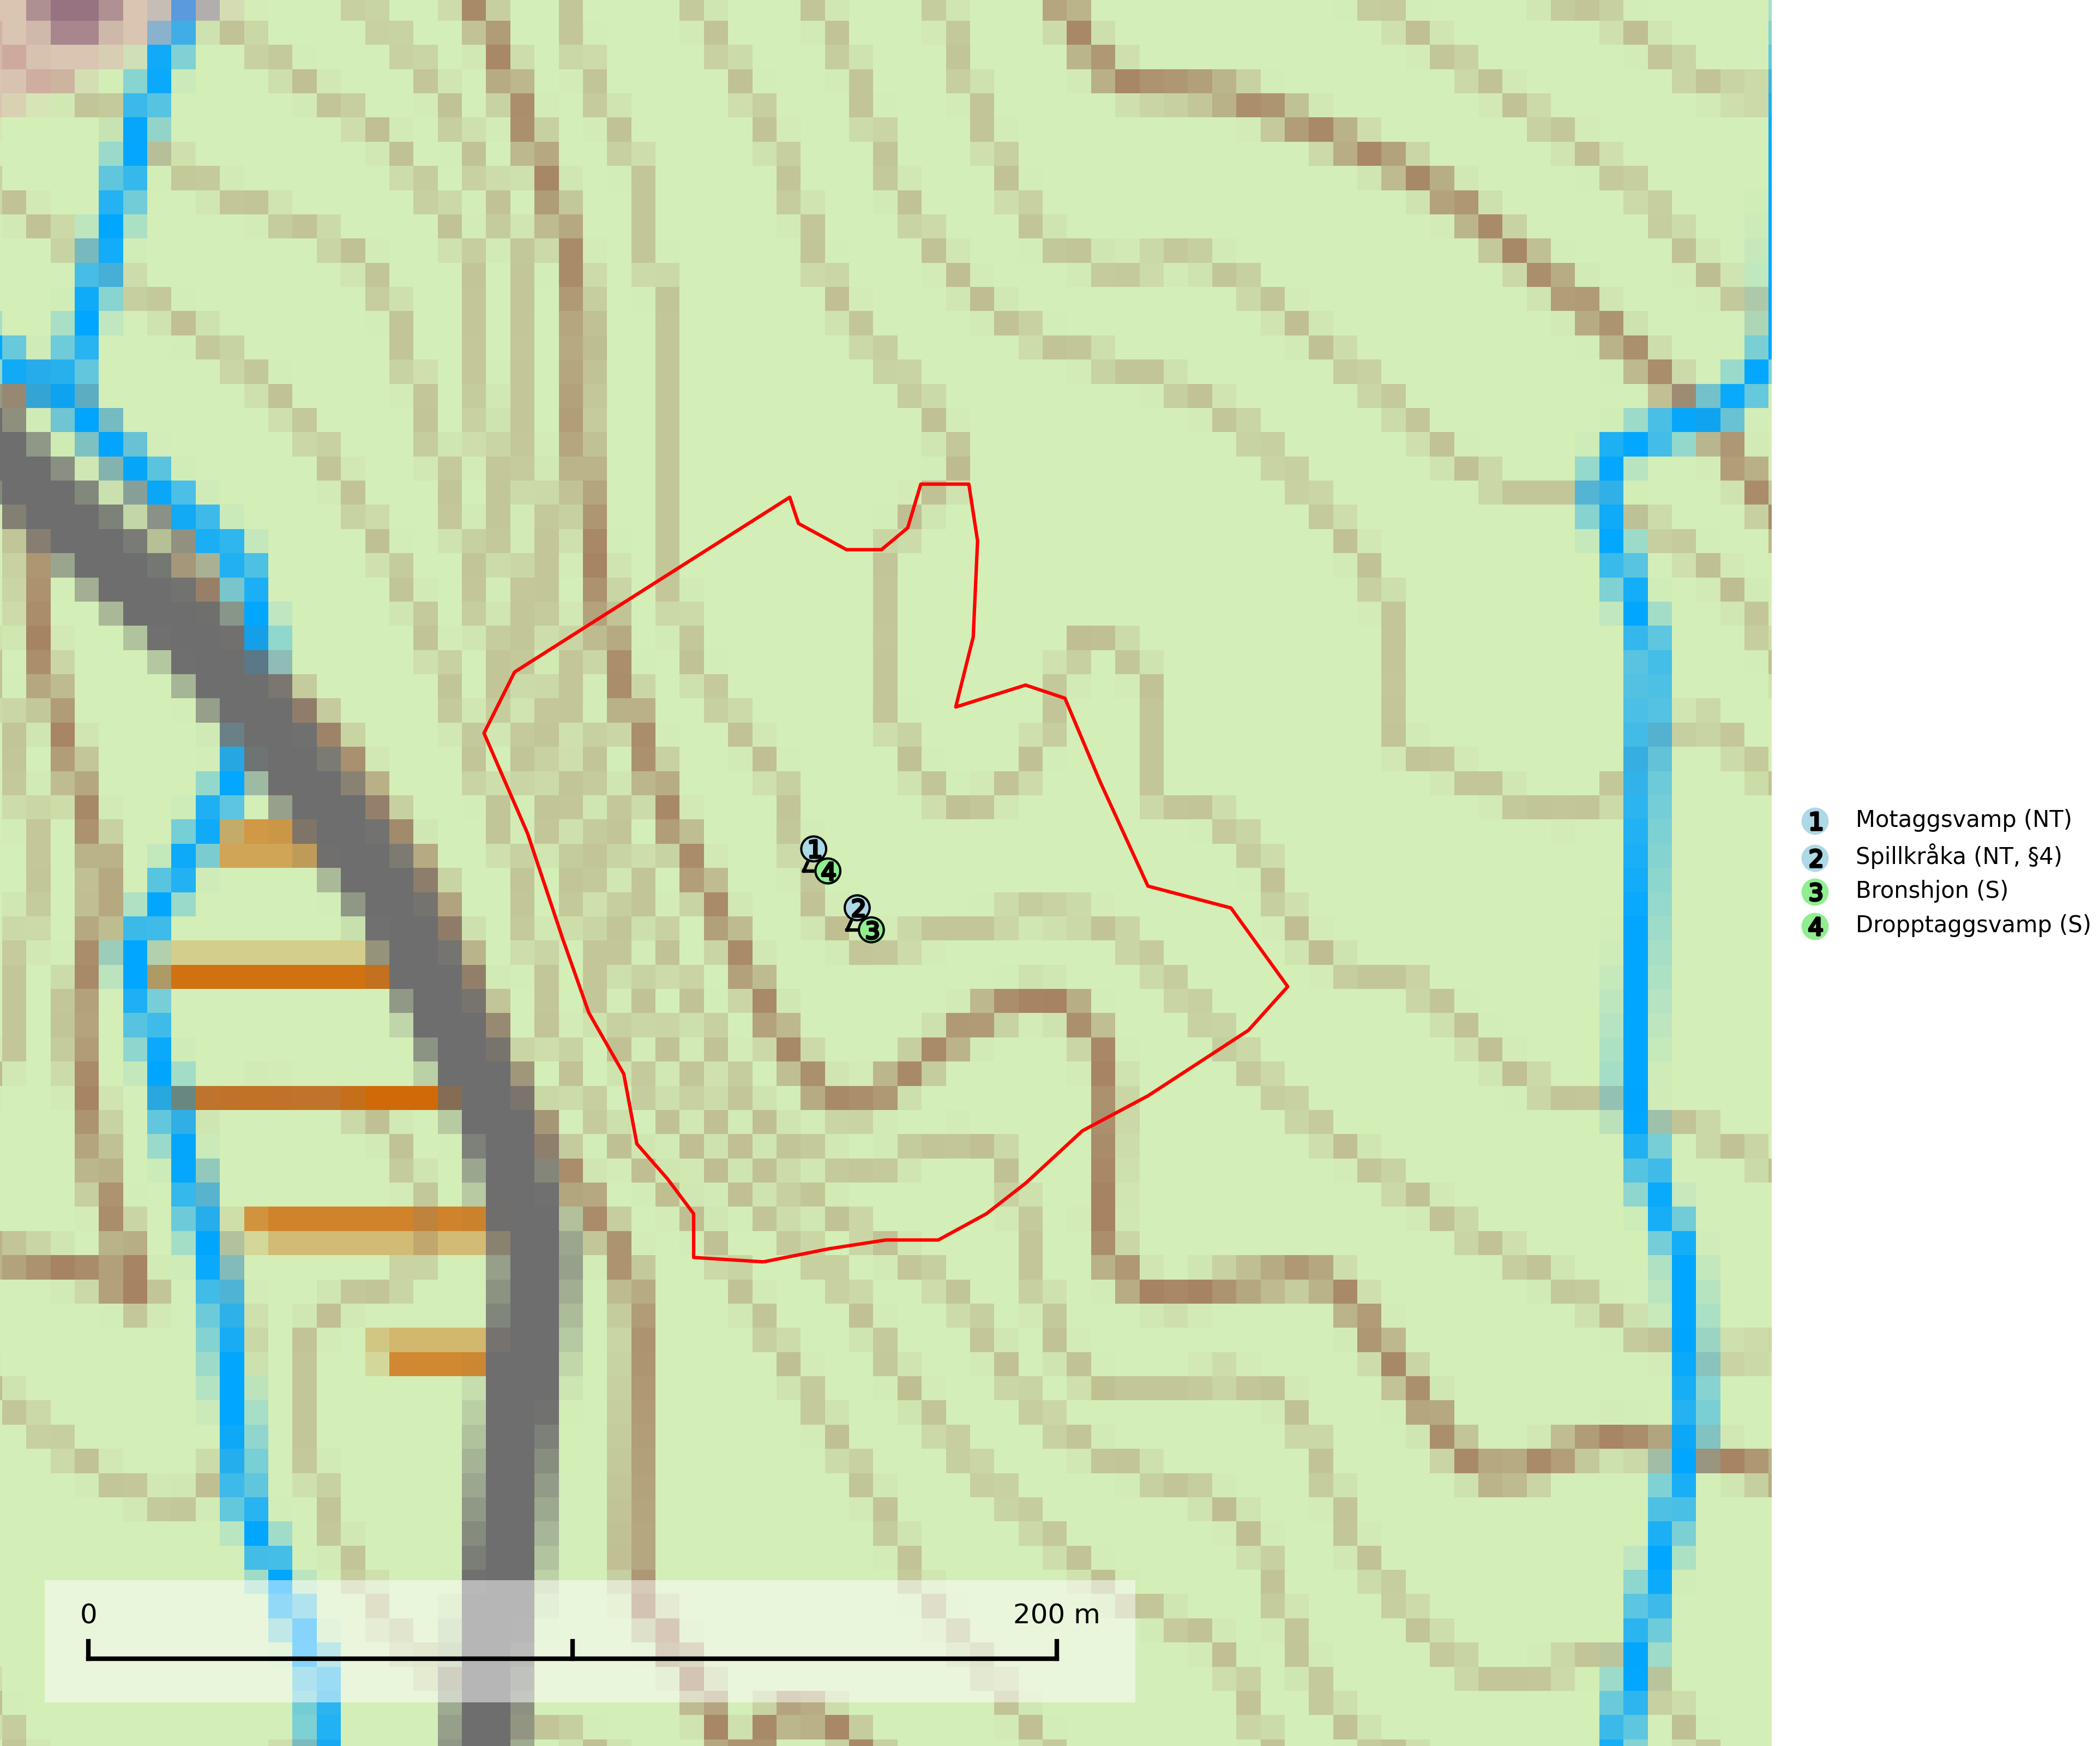 1
4
2
3
1 Motaggsvamp (NT)
2 Spillkråka (NT, §4)
3 Bronshjon (S)
4 Dropptaggsvamp (S)
0 200 m